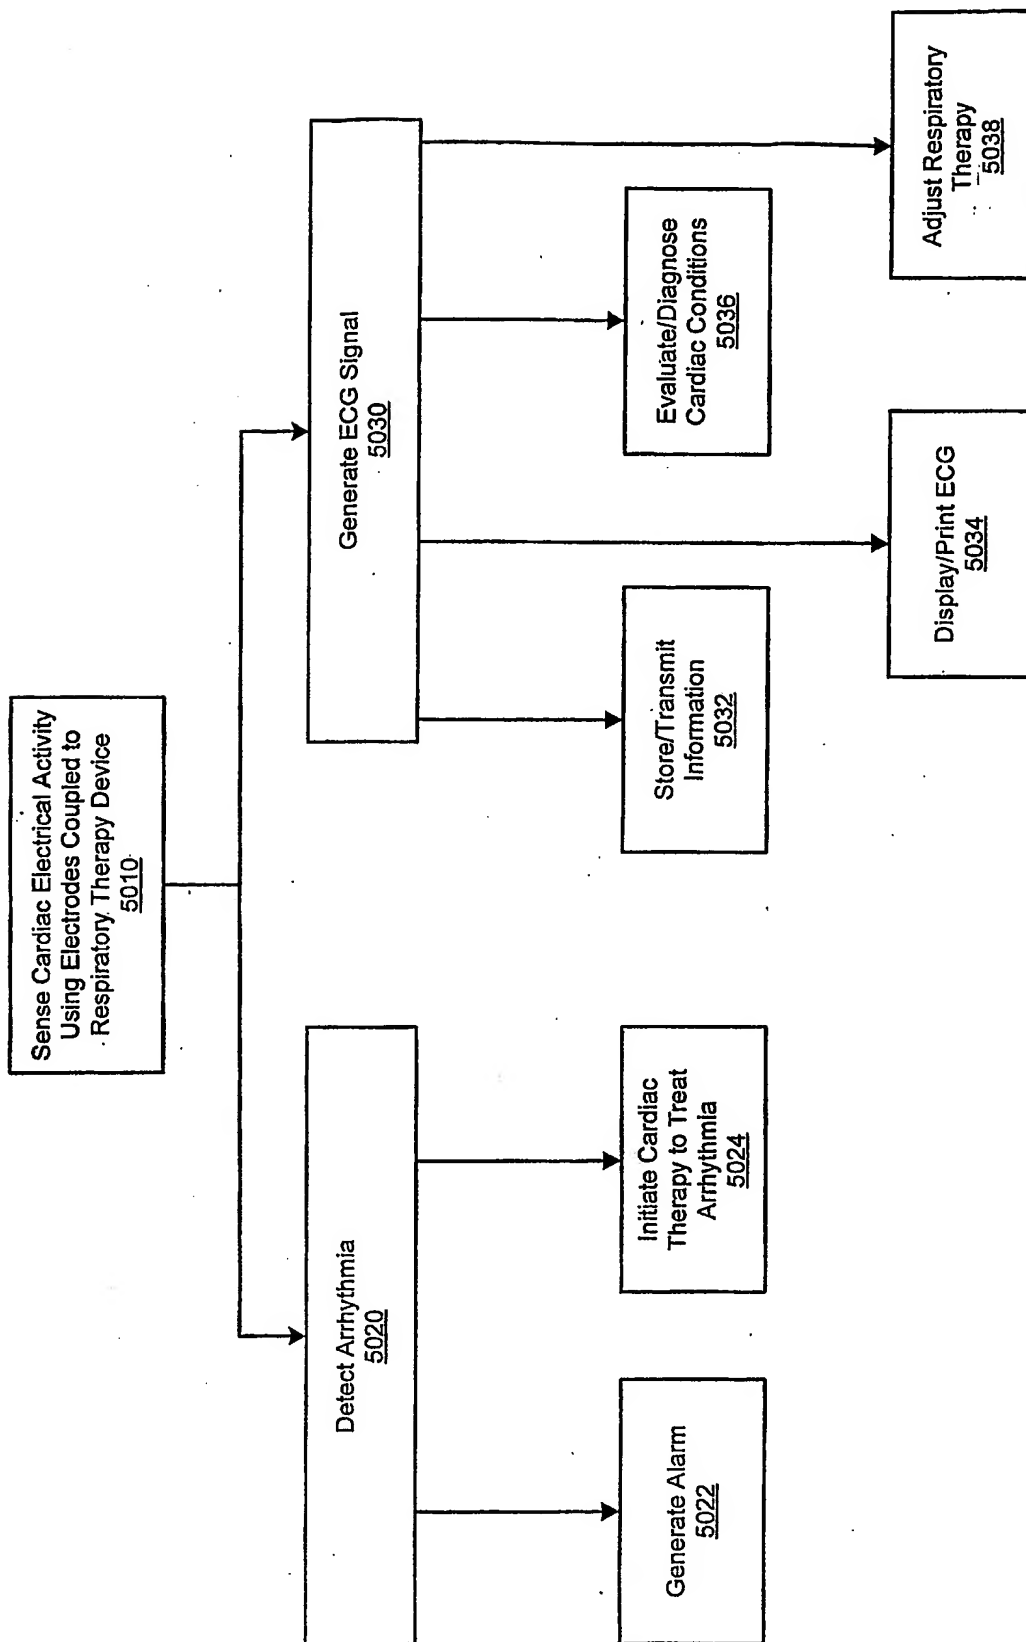 Sense Cardiac Electrical Activity
Using Electrodes Coupled to
Respiratory Therapy Device
5010
Detect Arrhythmia
5020
Generate ECG Signal
5030
Generate Alarm
5022
Initiate Cardiac
Therapy to Treat
Arrhythmia
5024
Store/Transmit
Information
5032
Evaluate/Diagnose
Cardiac Conditions
5036
Display/Print ECG
5034
Adjust Respiratory
Therapy
5038